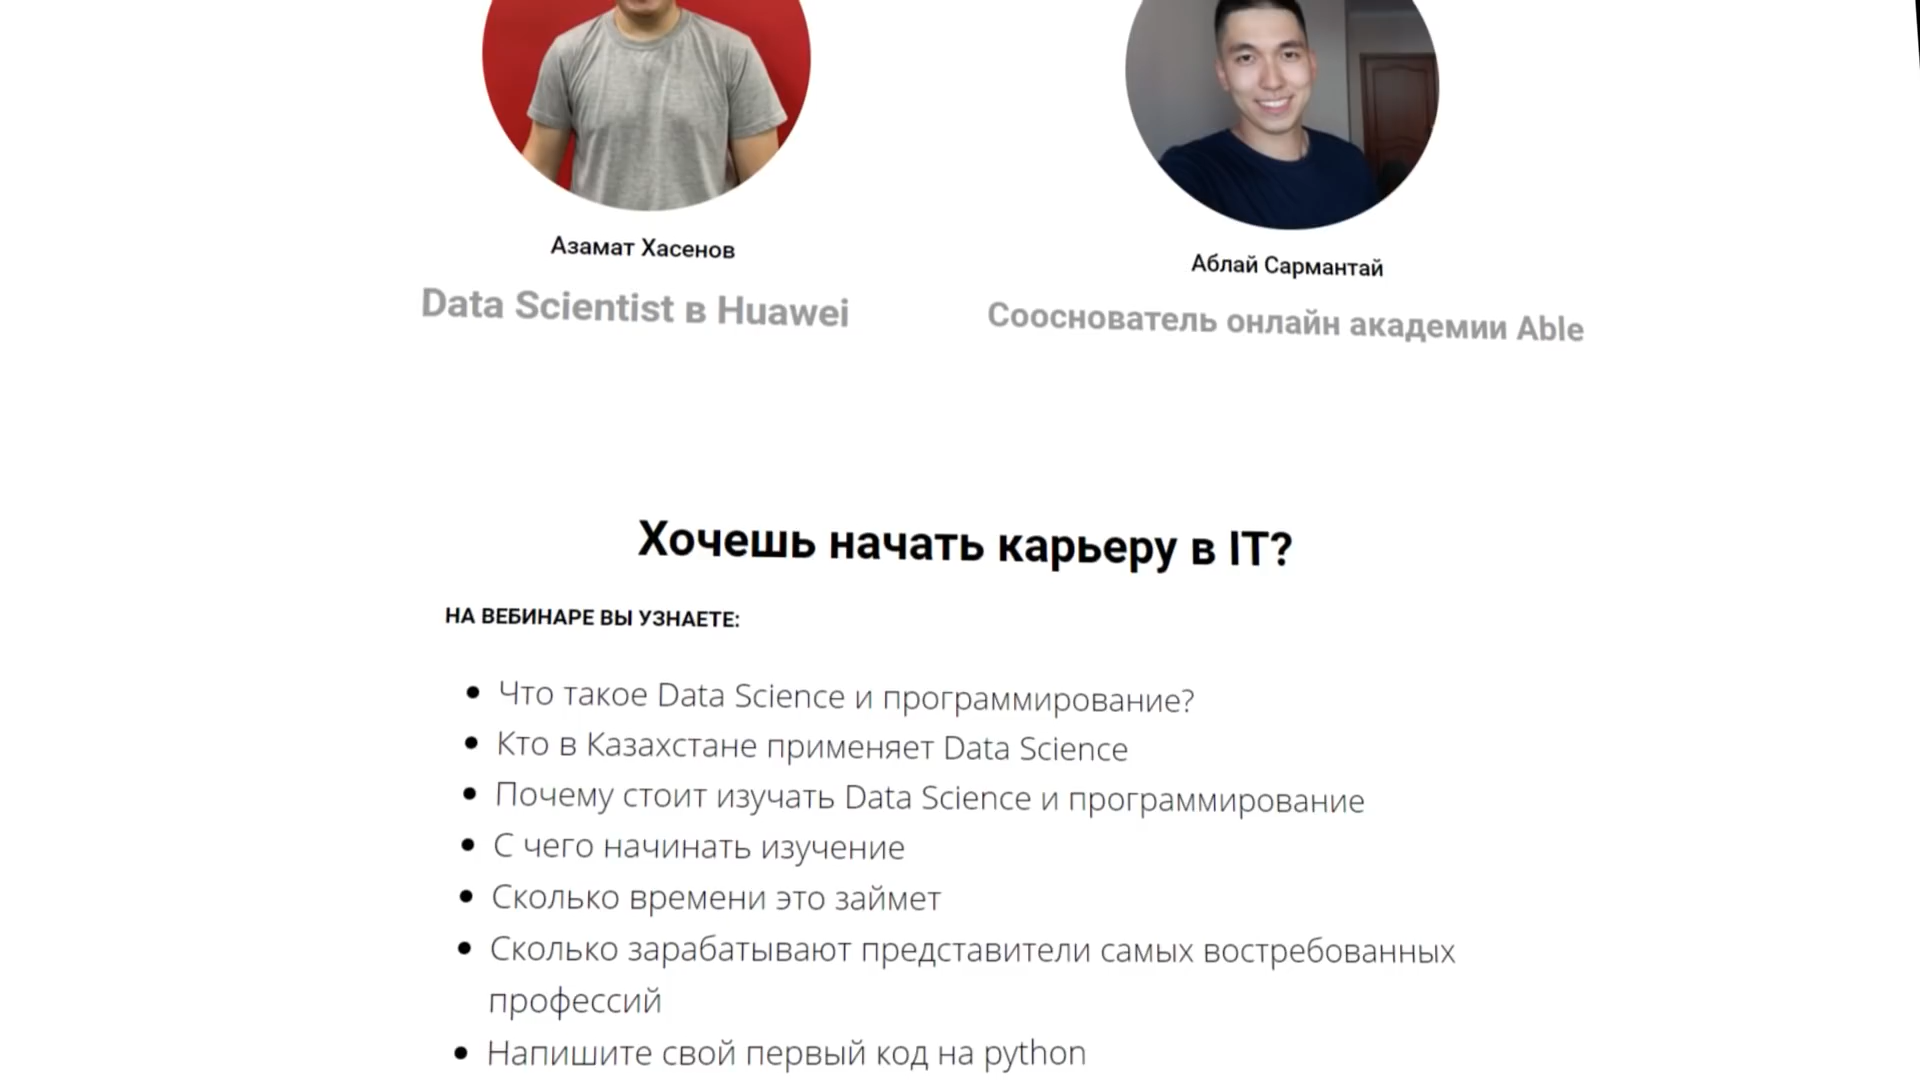 Азамат Хасенов
Аблай Сармантай
Data Scientist в Huawei
Сооснователь онлайн академии Able
Хочешь начать карьеру в IT?
НА ВЕБИНАРЕ ВЫ УЗНАЕТЕ:
Что такое Data Science и программирование?
Кто в Казахстане применяет Data Science
Почему стоит изучать Data Science и программирование
С чего начинать изучение
Сколько времени это займет
Сколько зарабатывают представители самых востребованных
профессий
Напишите свой первый код на python